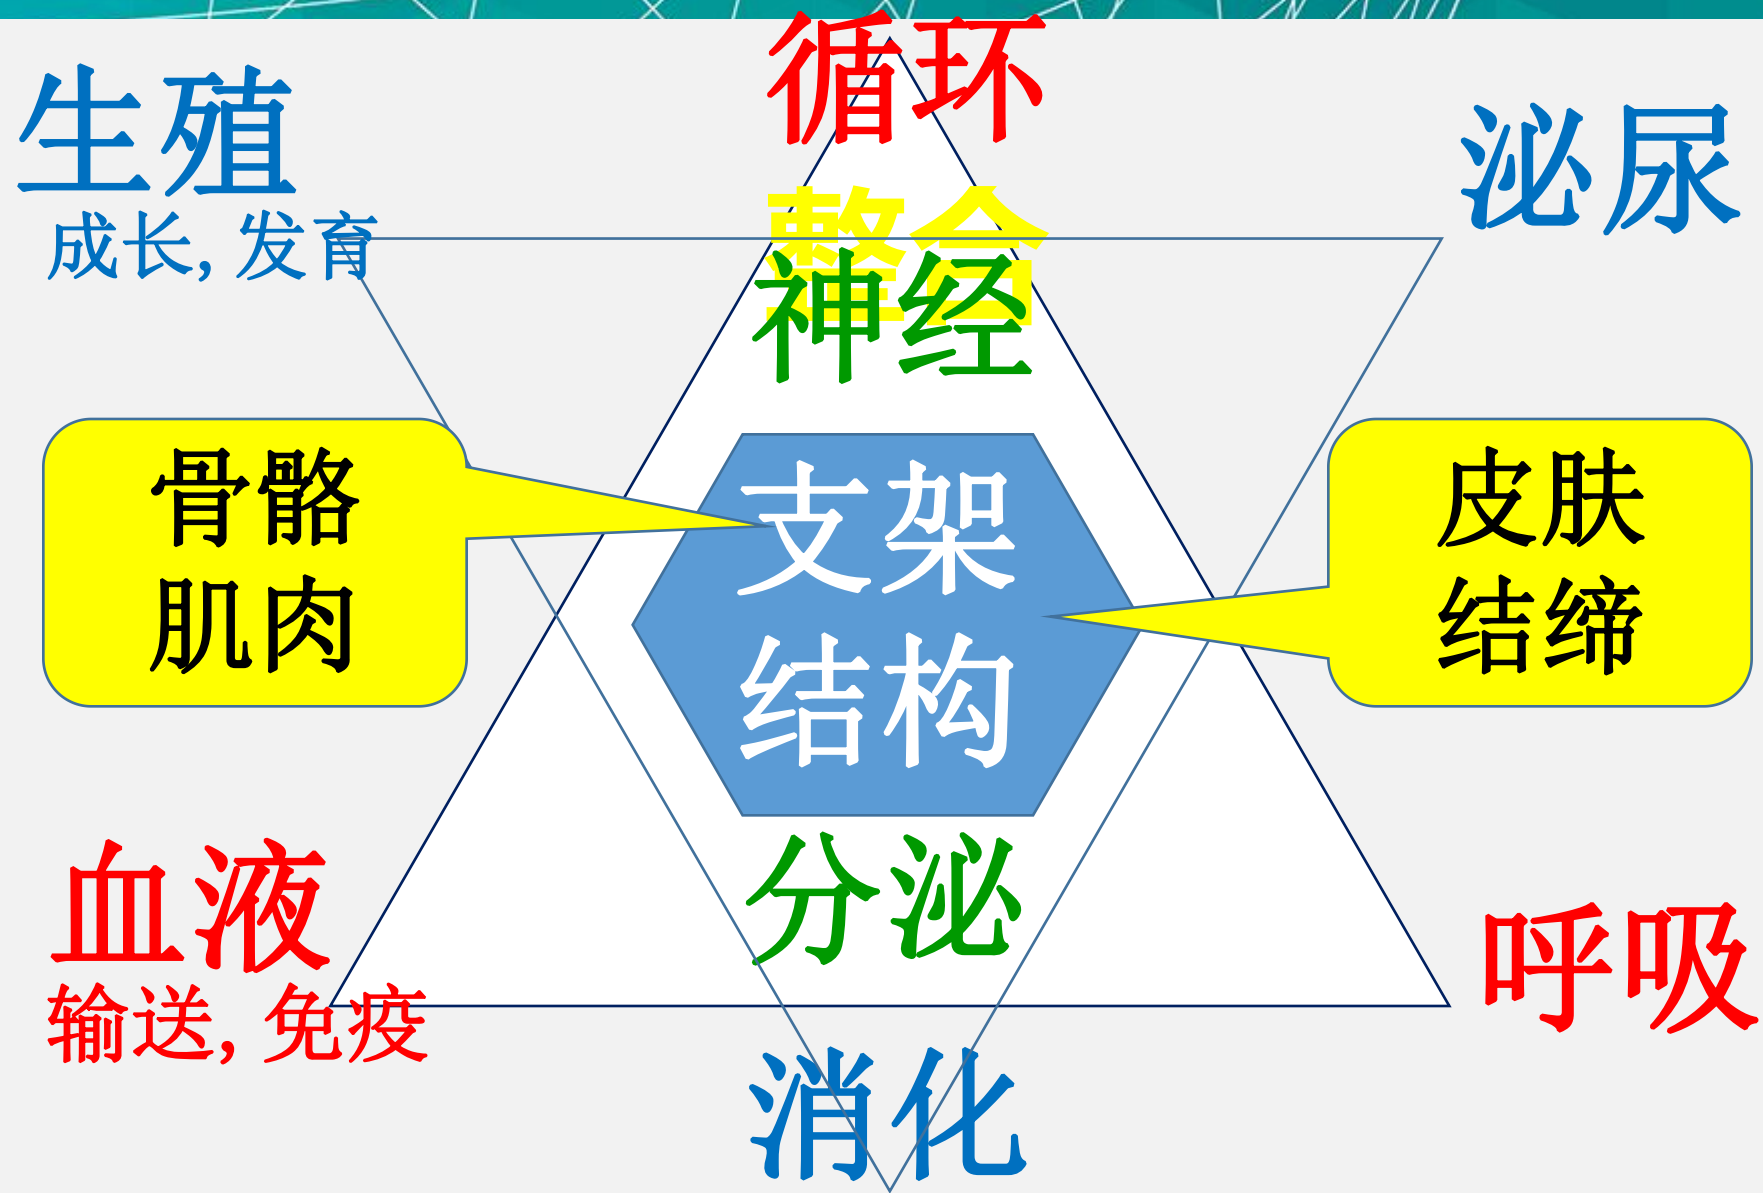 循环
生殖
泌尿
成长, 发育
整合
神经
骨骼
肌肉
支架
结构
皮肤
结缔
血液
输送, 免疫
分泌
呼吸
消化